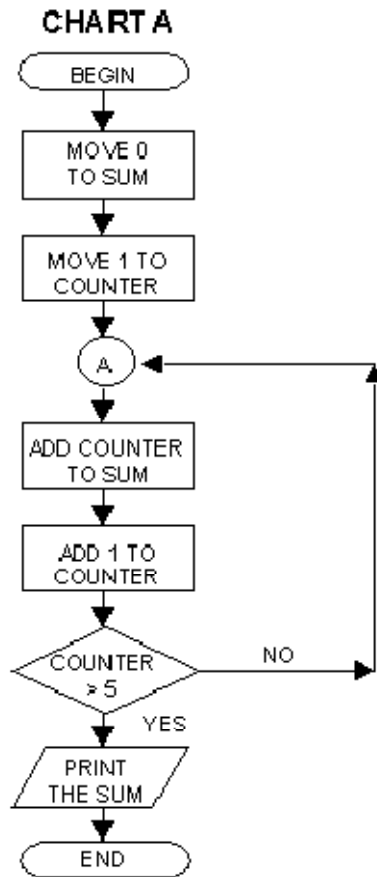 CHART A
BEGIN
MOVE 0
TO SUM
MOVE 1 TO
COUNTER
A
ADD COUNTER
TO SUM
ADD 1 TO
COUNTER
COUNTER
> 5
NO
YES
PRINT
THE SUM
END